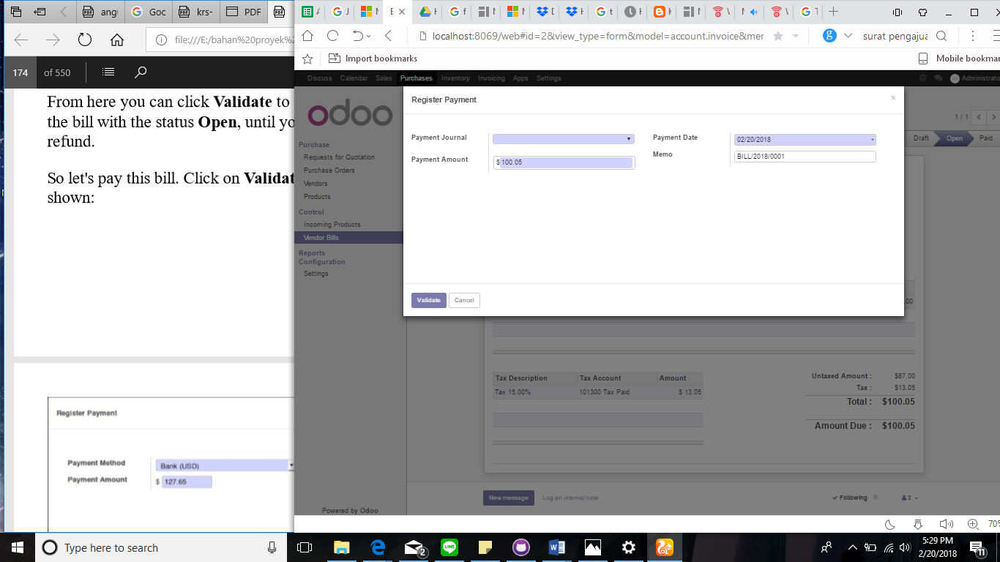 ang
Goc
krs-
PDF
file:///E:/bahan%20proyek%2
174
of 550
From here you can click Validate to
the bill with the status Open, until yo
refund.
So let's pay this bill. Click on Validat
shown:
Register Payment
Payment Method
Bank (USD)
Payment Amount
$ 127.65
localhost:8069/web#id=2&view_type=form&model=account.invoice&mer
surat pengajua
Import bookmarks
Mobile bookmar
Discuss Calendar Sales Purchases Inventory Invoicing Apps Settings
Administrato
odoo
Purchase
Requests for Quotation
Purchase Orders
Vendors
Products
Control
Incoming Products
Vendor Bills
Reports
Configuration
Settings
Powered by Odoo
Register Payment
×
Payment Journal
Payment Amount
$ 100.05
Payment Date
02/20/2018
Memo
BILL/2018/0001
Validate
Cancel
1 / 1
Draft Open Paid
.00
Tax Description Tax Account Amount
Tax 15.00% 101300 Tax Paid $ 13.05
Untaxed Amount : $87.00
Tax : $13.05
Total : $100.05
Amount Due : $100.05
New message
Log an internal note
Following
2
70%
Type here to search
2
LINE
5:29 PM
2/20/2018
11